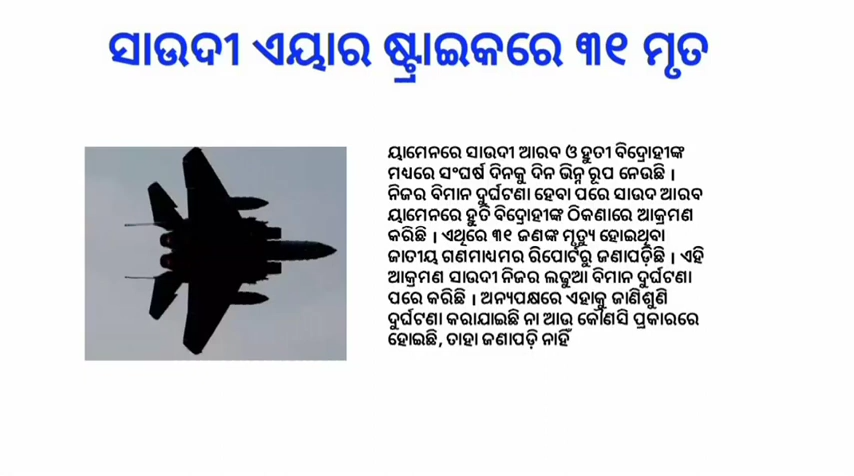 ସାଉଦୀ ଏୟାର ଷ୍ଟ୍ରାଇକରେ ୩୧ ମୃତ
ୟାମେନରେ ସାଉଦୀ ଆରବ ଓ ହୁତୀ ବିଦ୍ରୋହୀଙ୍କ
ମଧ୍ୟରେ ସଂଘର୍ଷ ଦିନକୁ ଦିନ ଭିନ୍ନ ରୂପ ନେଉଛି ।
ନିଜର ବିମାନ ଦୁର୍ଘଟଣା ହେବା ପରେ ସାଉଦ ଆରବ
ୟାମେନରେ ହୁତି ବିଦ୍ରୋହୀଙ୍କ ଠିକଣାରେ ଆକ୍ରମଣ
କରିଛି । ଏଥିରେ ୩୧ ଜଣଙ୍କ ମୃତ୍ୟୁ ହୋଇଥିବା
ଜାତୀୟ ଗଣମାଧ୍ୟମର ରିପୋର୍ଟରୁ ଜଣାପଡ଼ିଛି । ଏହି
ଆକ୍ରମଣ ସାଉଦୀ ନିଜର ଲଢୁଆ ବିମାନ ଦୁର୍ଘଟଣା
ପରେ କରିଛି । ଅନ୍ୟପକ୍ଷରେ ଏହାକୁ ଜାଣିଶୁଣି
ଦୁର୍ଘଟଣା କରାଯାଇଛି ନା ଆଉ କୌଣସି ପ୍ରକାରରେ
ହୋଇଛି, ତାହା ଜଣାପଡ଼ି ନାହିଁ